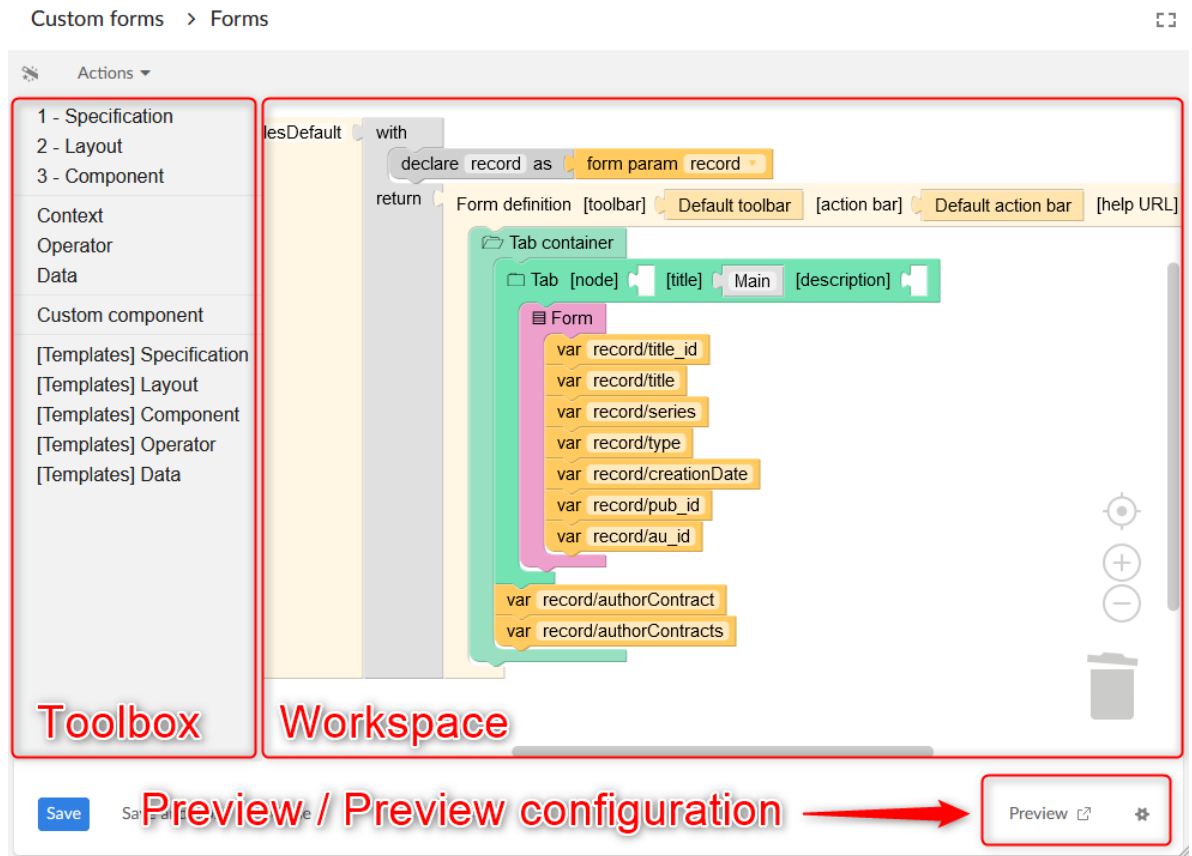 Custom forms > Forms
Actions
1 - Specification
2 - Layout
3 - Component
Context
Operator
Data
Custom component
[Templates] Specification
[Templates] Layout
[Templates] Component
[Templates] Operator
[Templates] Data
Toolbox
lesDefault with
declare record as form param record
return Form definition [toolbar] Default toolbar [action bar] Default action bar [help URL]
Tab container
Tab [node] [title] Main [description]
Form
var record/title_id
var record/title
var record/series
var record/type
var record/creationDate
var record/pub_id
var record/au_id
var record/authorContract
var record/authorContracts
Workspace
Save
Preview / Preview configuration
Preview